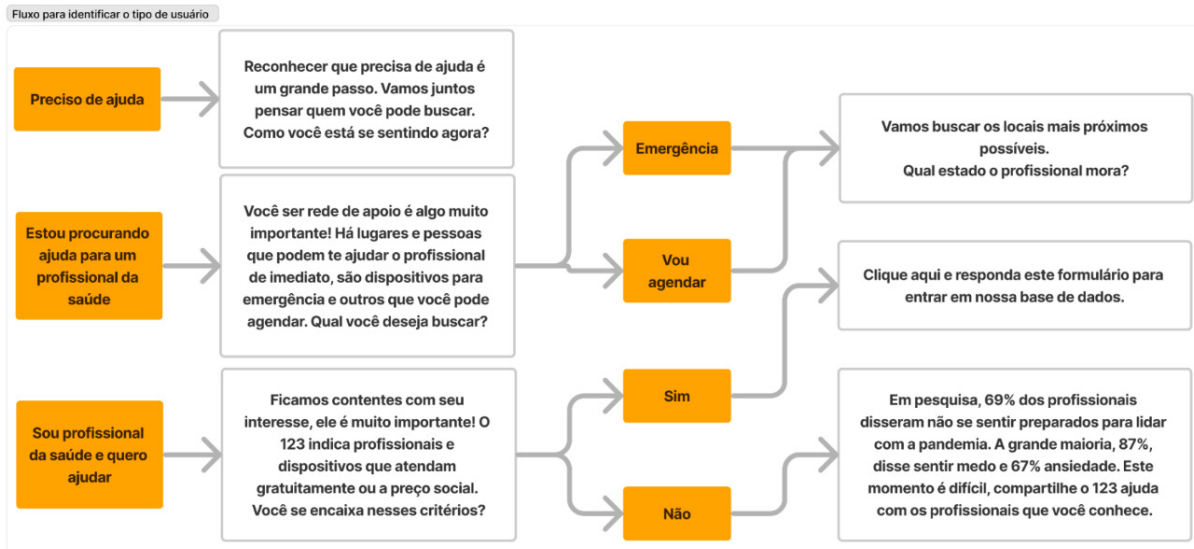 Fluxo para identificar o tipo de usuário
Preciso de ajuda
Reconhecer que precisa de ajuda é
um grande passo. Vamos juntos
pensar quem você pode buscar.
Como você está se sentindo agora?
Estou procurando
ajuda para um
profissional da
saúde
Você ser rede de apoio é algo muito
importante! Há lugares e pessoas
que podem te ajudar o profissional
de imediato, são dispositivos para
emergência e outros que você pode
agendar. Qual você deseja buscar?
Emergência
Vou
agendar
Vamos buscar os locais mais próximos
possíveis.
Qual estado o profissional mora?
Sou profissional
da saúde e quero
ajudar
Ficamos contentes com seu
interesse, ele é muito importante! O
123 indica profissionais e
dispositivos que atendam
gratuitamente ou a preço social.
Você se encaixa nesses critérios?
Sim
Não
Clique aqui e responda este formulário para
entrar em nossa base de dados.
Em pesquisa, 69% dos profissionais
disseram não se sentir preparados para lidar
com a pandemia. A grande maioria, 87%,
disse sentir medo e 67% ansiedade. Este
momento é difícil, compartilhe o 123 ajuda
com os profissionais que você conhece.